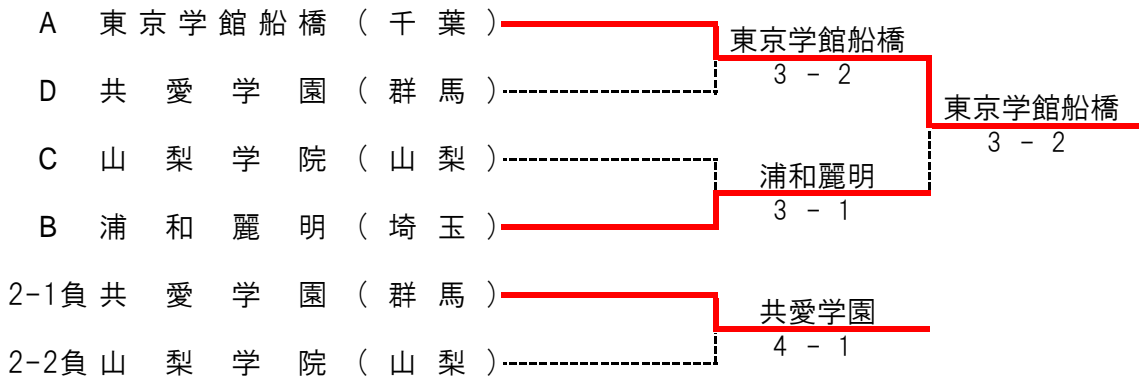 A 東京学館船橋（千葉）
東京学館船橋
3 - 2
D 共愛学園（群馬）
東京学館船橋
3 - 2
C 山梨学院（山梨）
浦和麗明
3 - 1
B 浦和麗明（埼玉）
2-1負 共愛学園（群馬）
共愛学園
4 - 1
2-2負 山梨学院（山梨）